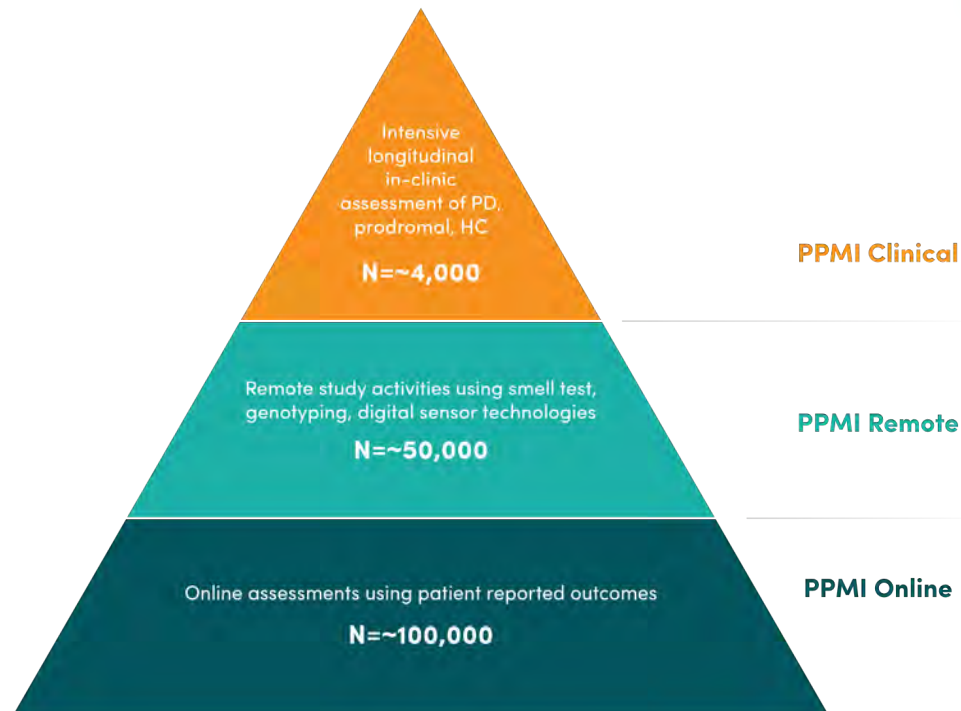 Intensive
longitudinal
in-clinic
assessment of PD,
prodromal, HC
N=~4,000
PPMI Clinical
Remote study activities using smell test,
genotyping, digital sensor technologies
N=~50,000
PPMI Remote
Online assessments using patient reported outcomes
N=~100,000
PPMI Online